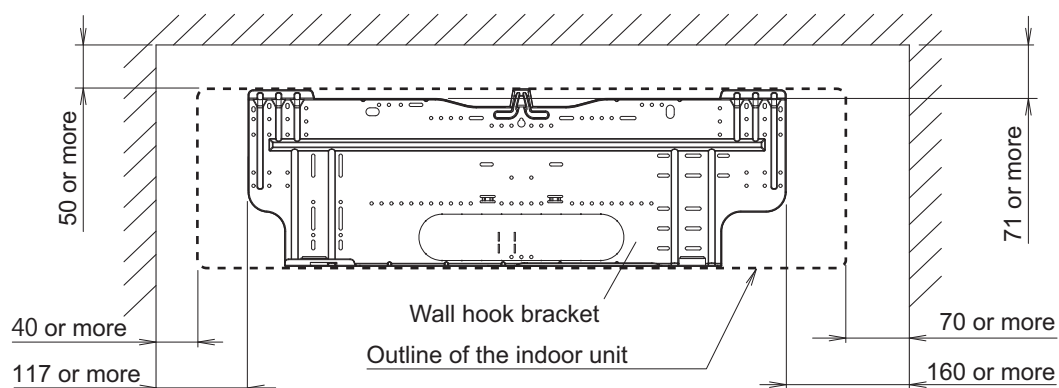 50 or more
71 or more
40 or more
Wall hook bracket
70 or more
Outline of the indoor unit
117 or more
160 or more